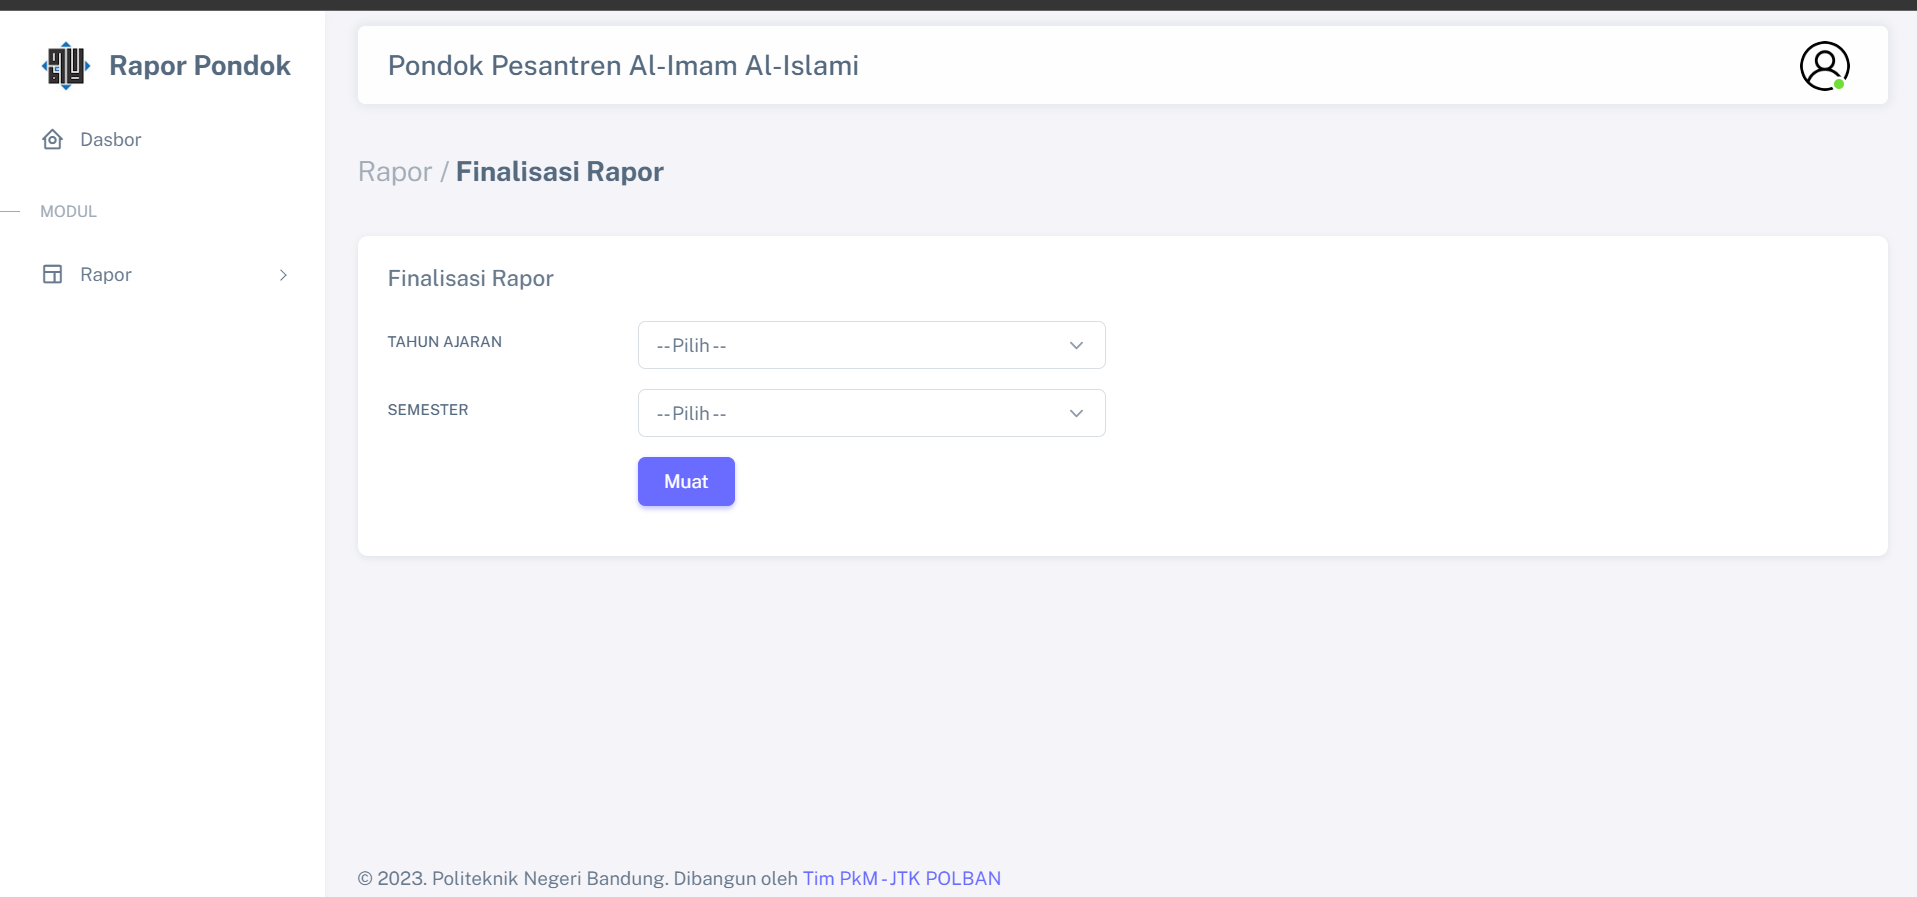 Rapor Pondok
Pondok Pesantren Al-Imam Al-Islami
Dasbor
MODUL
Rapor
Rapor / Finalisasi Rapor
Finalisasi Rapor
TAHUN AJARAN
--Pilih--
SEMESTER
--Pilih--
Muat
© 2023. Politeknik Negeri Bandung. Dibangun oleh Tim PkM - JTK POLBAN